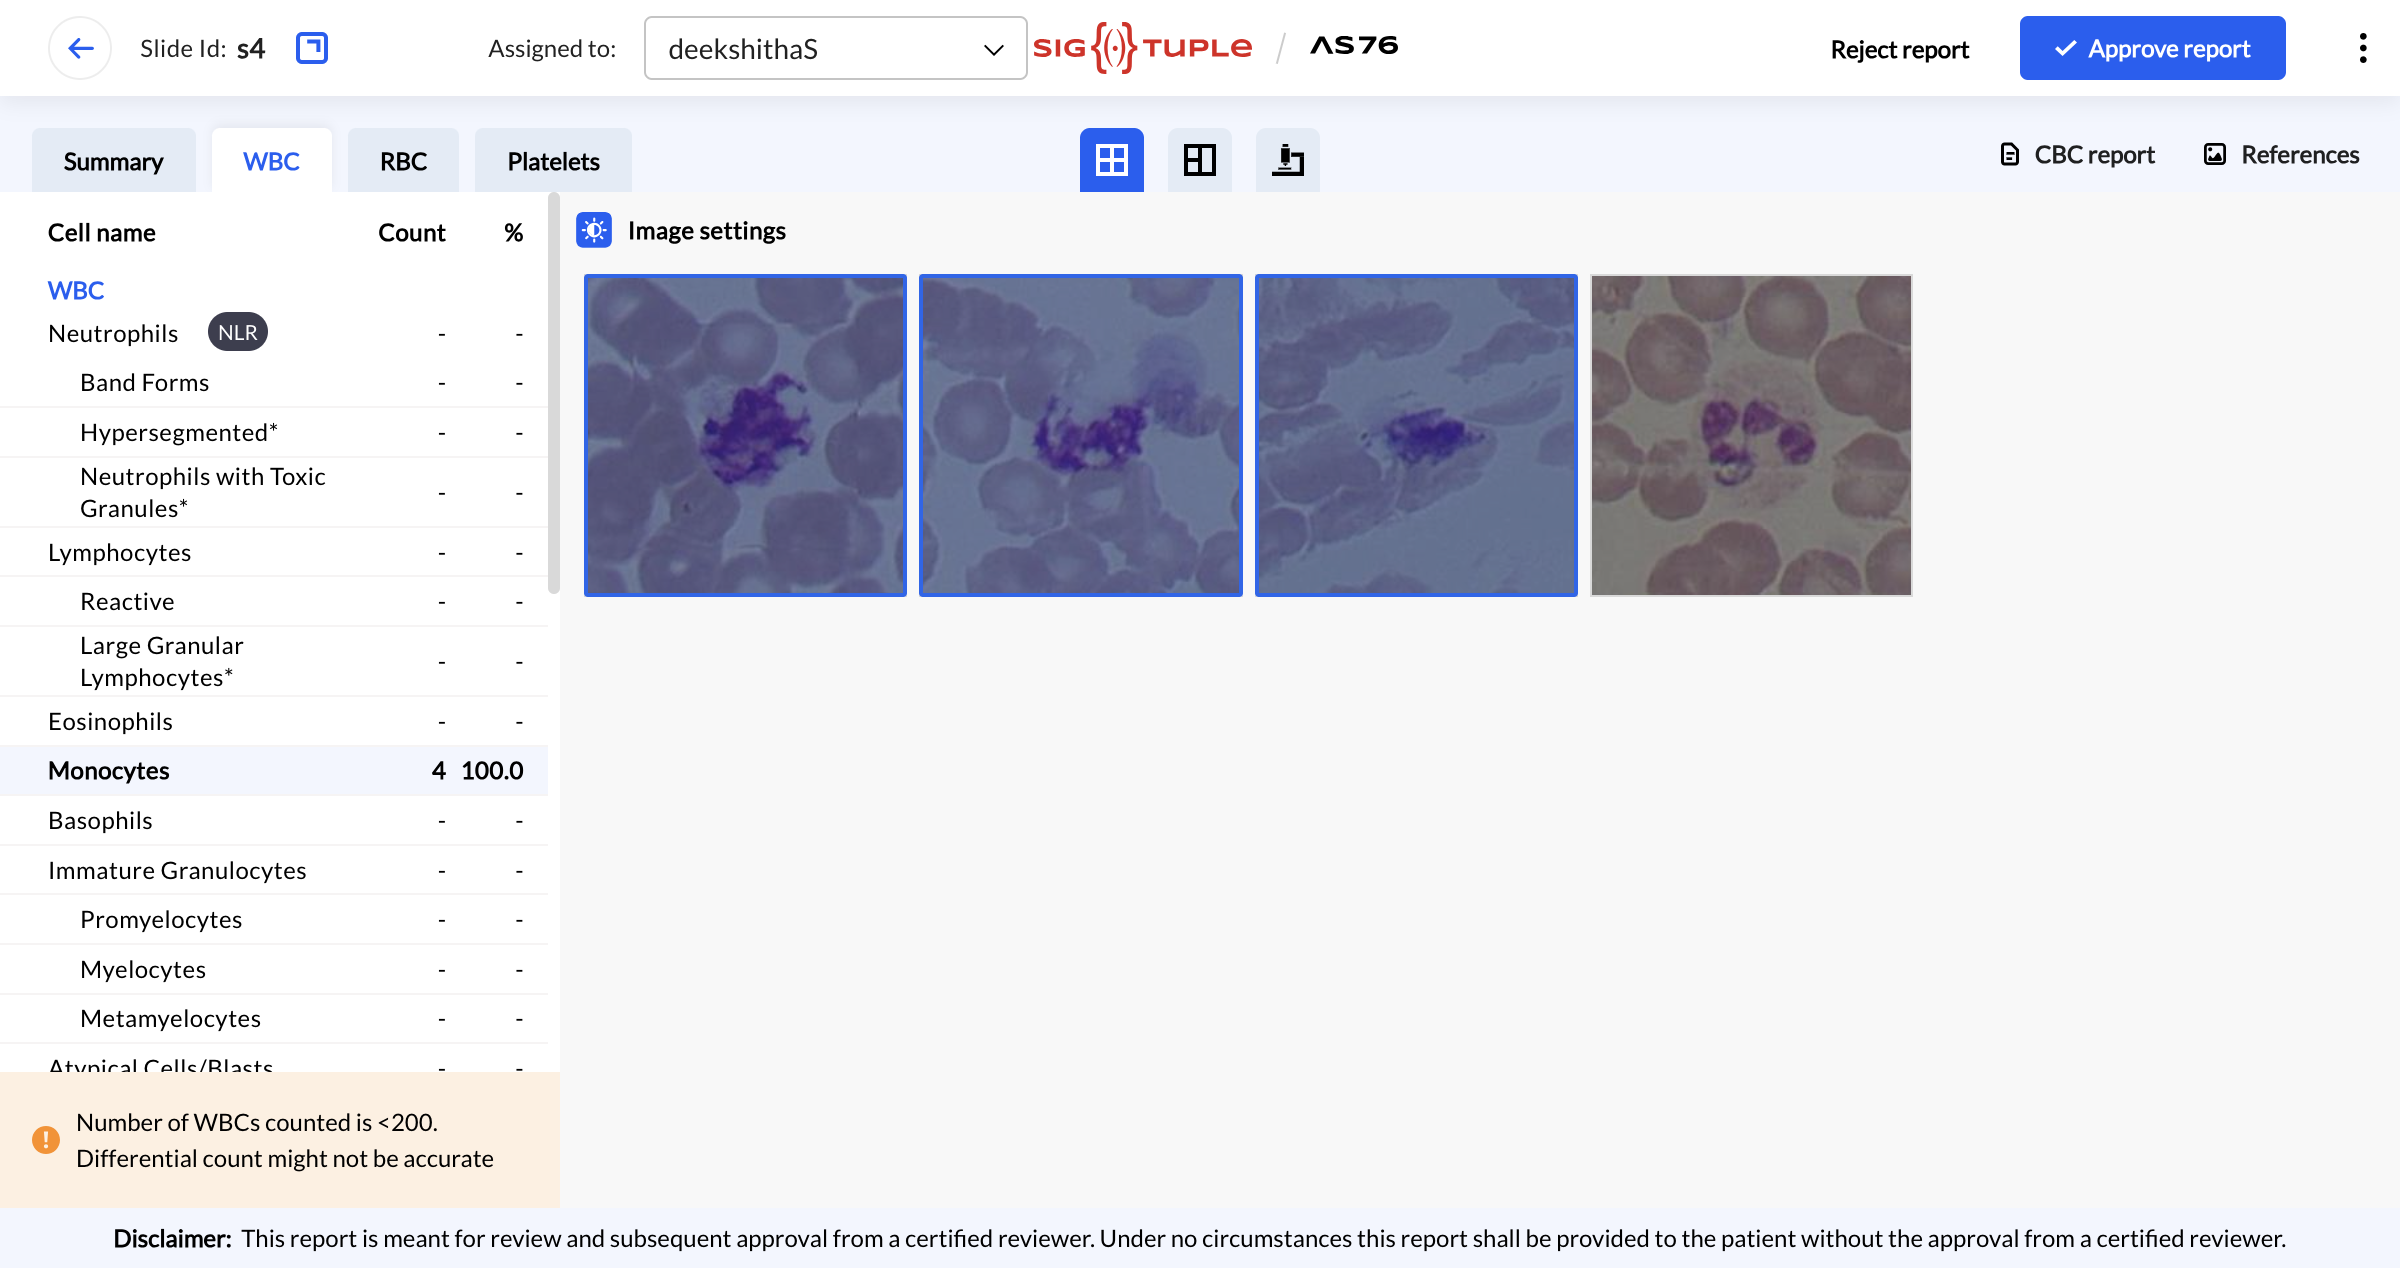 Slide Id: s4
Assigned to:
deekshithaS
SIG TUPLE / AS76
Reject report
Approve report
Summary
WBC
RBC
Platelets
CBC report
References
Cell name Count %
Image settings
WBC
Neutrophils NLR - -
Band Forms - -
Hypersegmented* - -
Neutrophils with Toxic
Granules* - -
Lymphocytes - -
Reactive - -
Large Granular
Lymphocytes* - -
Eosinophils - -
Monocytes 4 100.0
Basophils - -
Immature Granulocytes - -
Promyelocytes - -
Myelocytes - -
Metamyelocytes - -
Atypical Cells/Blasts - -
Number of WBCs counted is <200.
Differential count might not be accurate
Disclaimer: This report is meant for review and subsequent approval from a certified reviewer. Under no circumstances this report shall be provided to the patient without the approval from a certified reviewer.